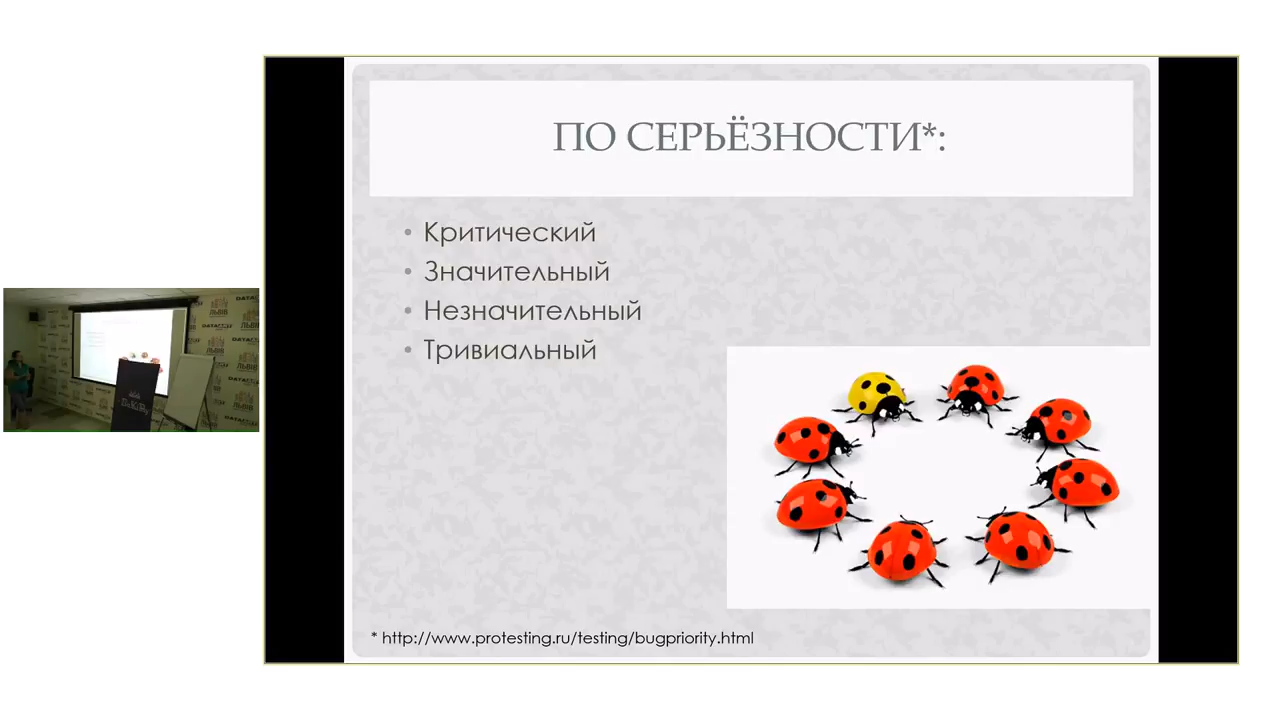 ПО СЕРЬЁЗНОСТИ*:
• Критический
• Значительный
• Незначительный
• Тривиальный
* http://www.protesting.ru/testing/bugpriority.html